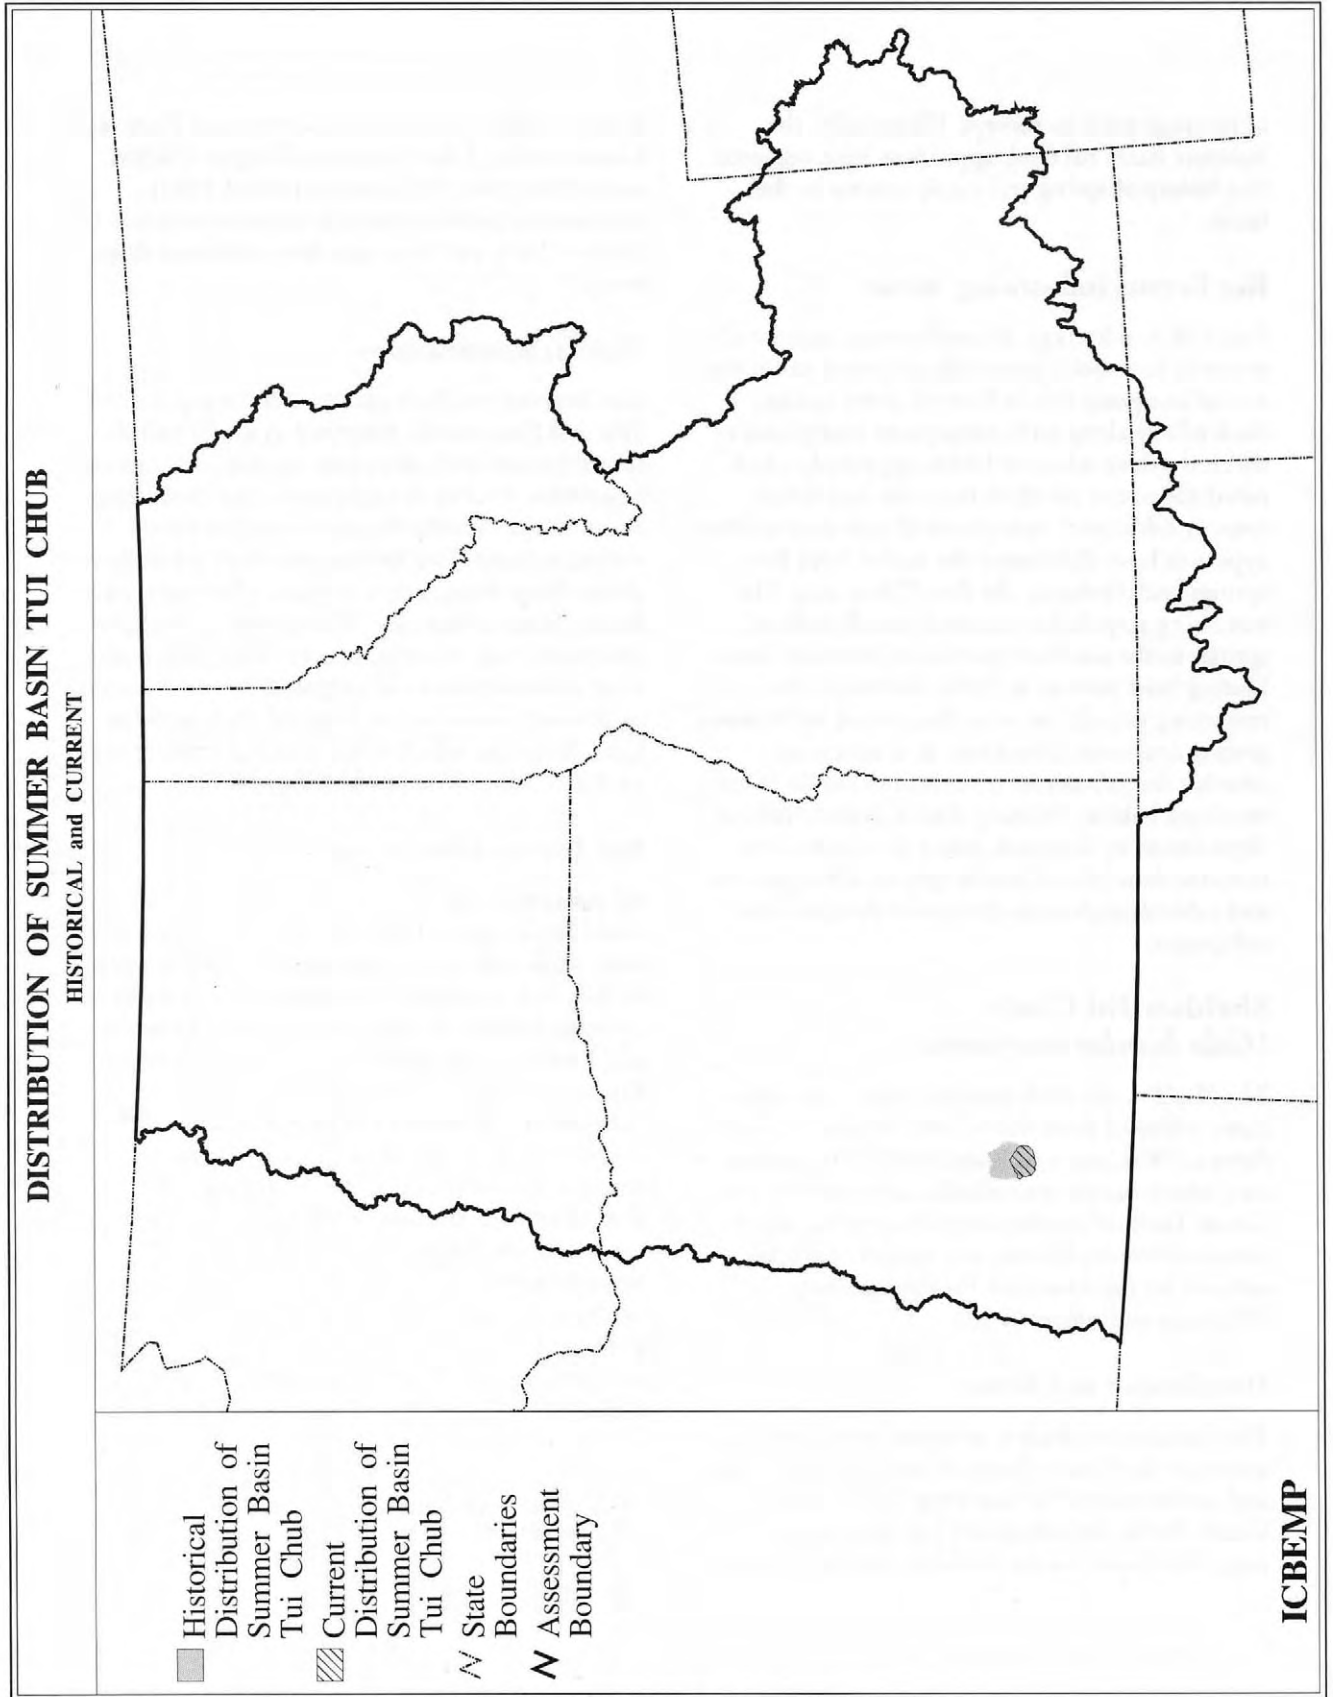 DISTRIBUTION OF SUMMER BASIN TUI CHUB
HISTORICAL and CURRENT
Historical
Distribution of
Summer Basin
Tui Chub
Current
Distribution of
Summer Basin
Tui Chub
State
Boundaries
Assessment
Boundary
ICBEMP